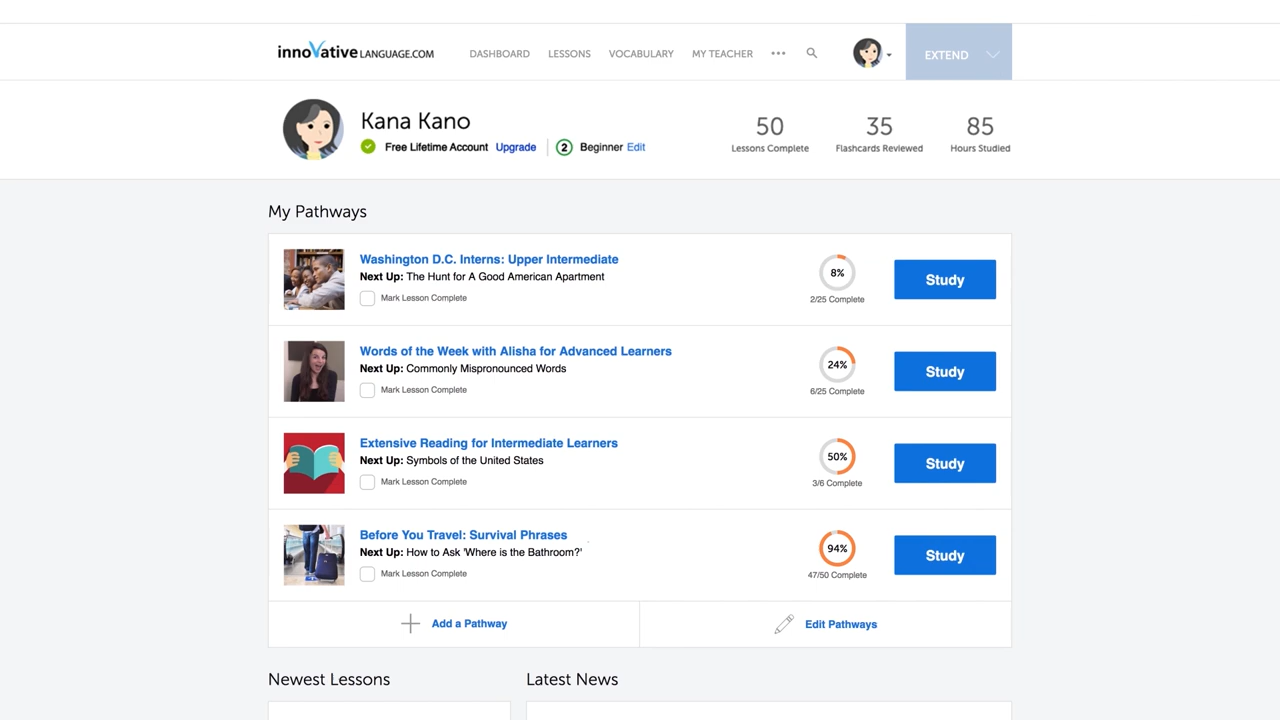 innoVative LANGUAGE.COM
DASHBOARD LESSONS VOCABULARY MY TEACHER EXTEND
Kana Kano
Free Lifetime Account Upgrade 2 Beginner Edit
50 35 85
Lessons Complete Flashcards Reviewed Hours Studied
My Pathways
Washington D.C. Interns: Upper Intermediate
Next Up: The Hunt for A Good American Apartment
Mark Lesson Complete
8%
2/25 Complete
Study
Words of the Week with Alisha for Advanced Learners
Next Up: Commonly Mispronounced Words
Mark Lesson Complete
24%
6/25 Complete
Study
Extensive Reading for Intermediate Learners
Next Up: Symbols of the United States
Mark Lesson Complete
50%
3/6 Complete
Study
Before You Travel: Survival Phrases
Next Up: How to Ask 'Where is the Bathroom?'
Mark Lesson Complete
94%
47/50 Complete
Study
Add a Pathway
Edit Pathways
Newest Lessons
Latest News